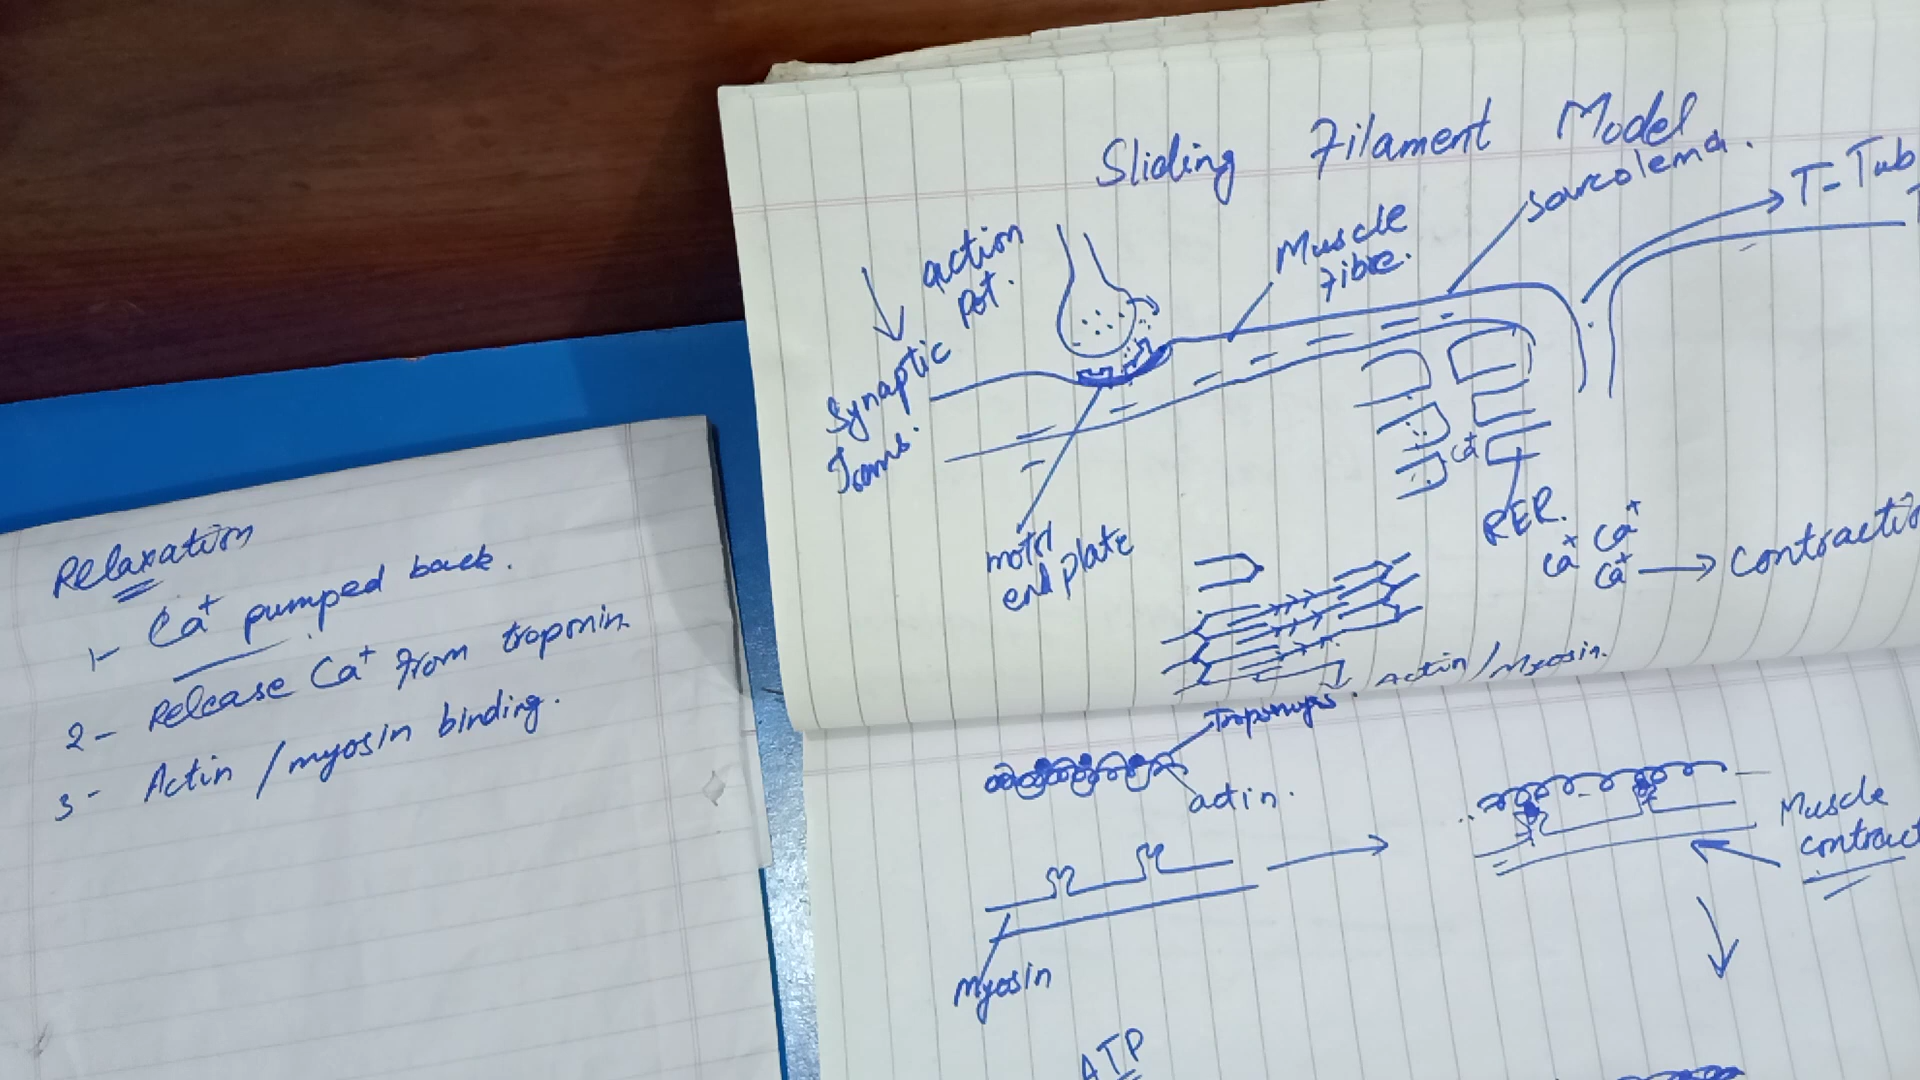 Relaxation
1- Ca+ pumped back.
2- Release Ca+ from troponin.
3- Actin / myosin binding.
Sliding Filament Model
sarcolema.
T-Tub
action
pot.
Synaptic
Trans.
Muscle
Fibre.
motor
end plate
Ca+
RER.
Ca+ Ca+
Ca+ → contractio
Actin / Myosin.
actin.
Myosin
Muscle
contract
ATP